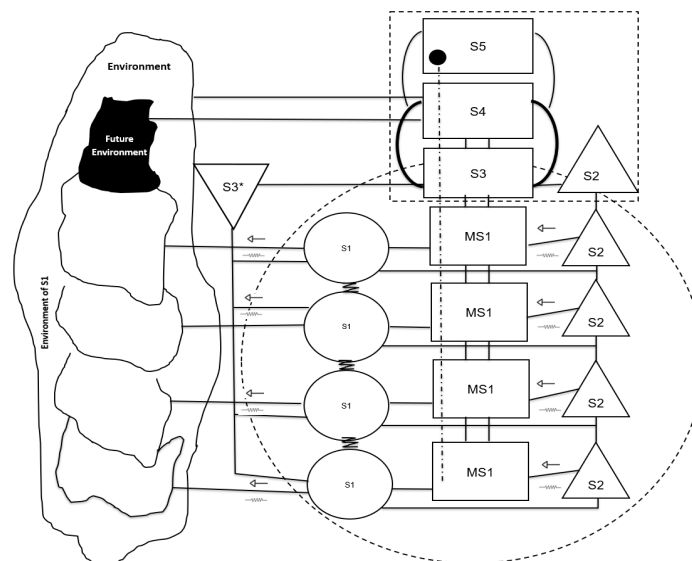 Environment
S5
S4
Future
Environment
S3
S2
S3*
MS1
S1
S2
MS1
S1
S2
Environment of S1
MS1
S1
S2
MS1
S1
S2